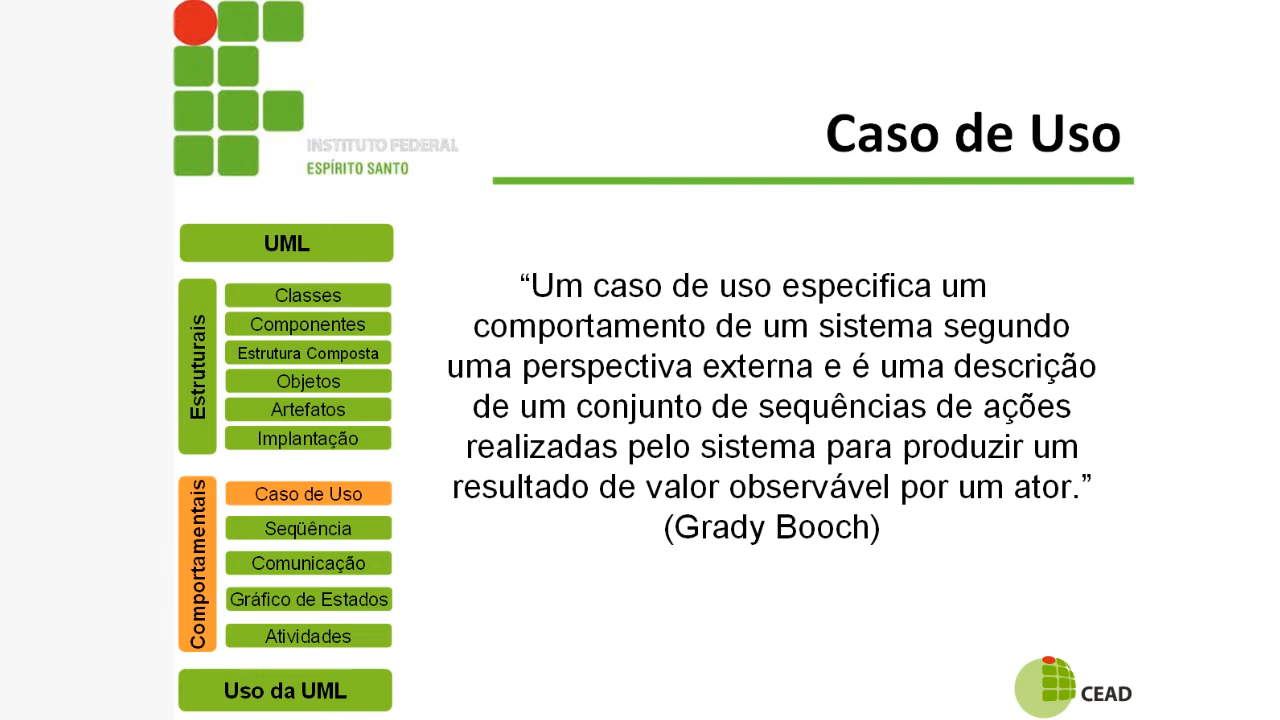 INSTITUTO FEDERAL
ESPÍRITO SANTO
Caso de Uso
UML
Estruturais
Classes
Componentes
Estrutura Composta
Objetos
Artefatos
Implantação
Comportamentais
Caso de Uso
Seqüência
Comunicação
Gráfico de Estados
Atividades
Uso da UML
“Um caso de uso especifica um
comportamento de um sistema segundo
uma perspectiva externa e é uma descrição
de um conjunto de sequências de ações
realizadas pelo sistema para produzir um
resultado de valor observável por um ator.”
(Grady Booch)
CEAD